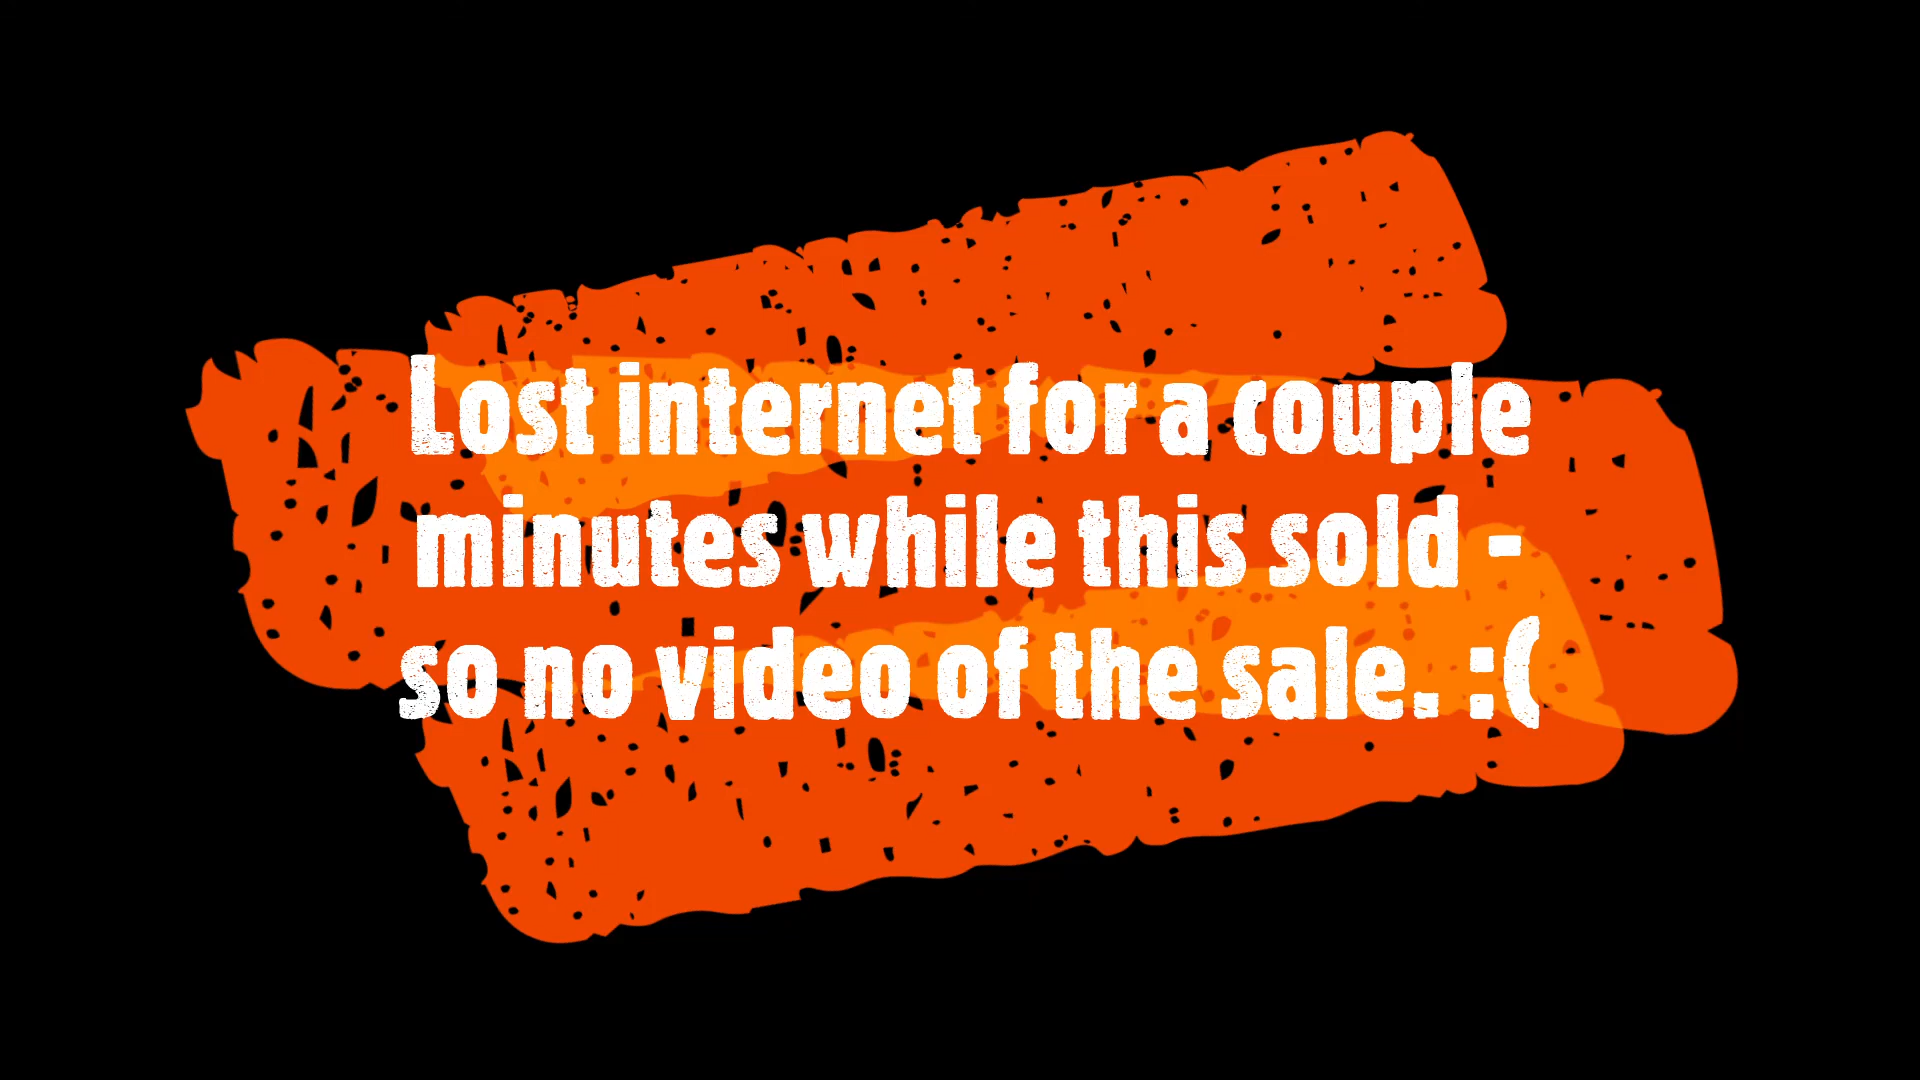 Lost internet for a couple
minutes while this sold -
so no video of the sale. :(